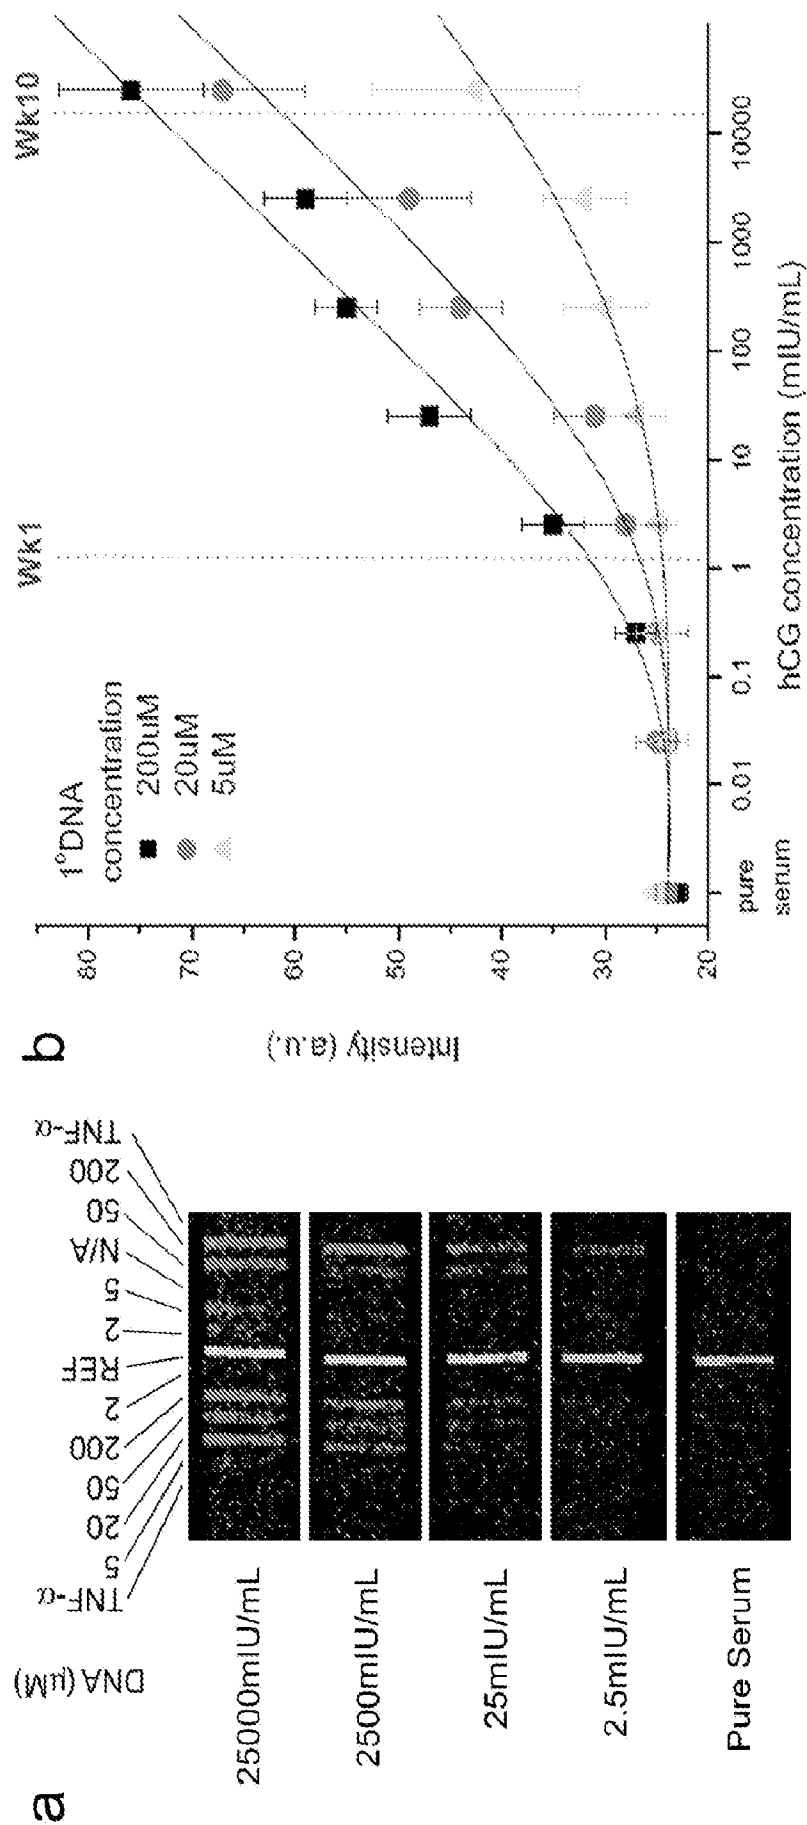 a
DNA (µM)
TNF-α
5
20
50
200
2
REF
2
5
N/A
50
200
TNF-α
25000mIU/mL
2500mIU/mL
25mIU/mL
2.5mIU/mL
Pure Serum
b
Wk1
Wk10
1°DNA
concentration
200uM
20uM
5uM
Intensity (a.u.)
80
70
60
50
40
30
20
pure
serum
0.01
0.1
1
10
100
1000
10000
hCG concentration (mIU/mL)